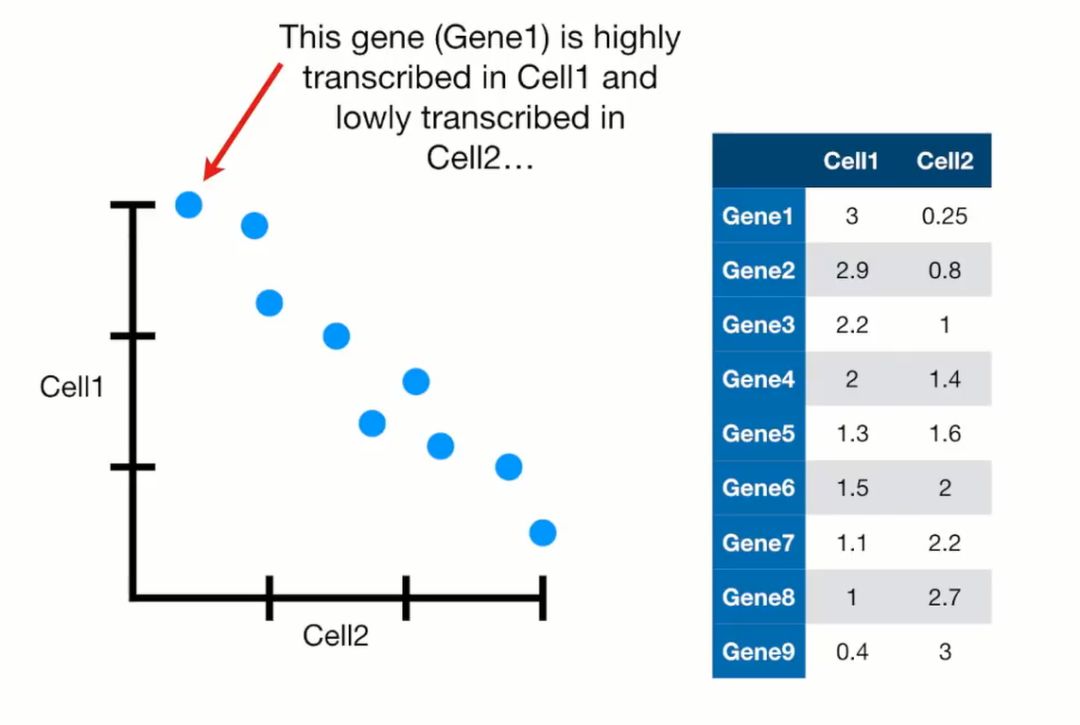 This gene (Gene1) is highly
transcribed in Cell1 and
lowly transcribed in
Cell2…
Cell1
Cell2
Cell1 Cell2
Gene1 3 0.25
Gene2 2.9 0.8
Gene3 2.2 1
Gene4 2 1.4
Gene5 1.3 1.6
Gene6 1.5 2
Gene7 1.1 2.2
Gene8 1 2.7
Gene9 0.4 3